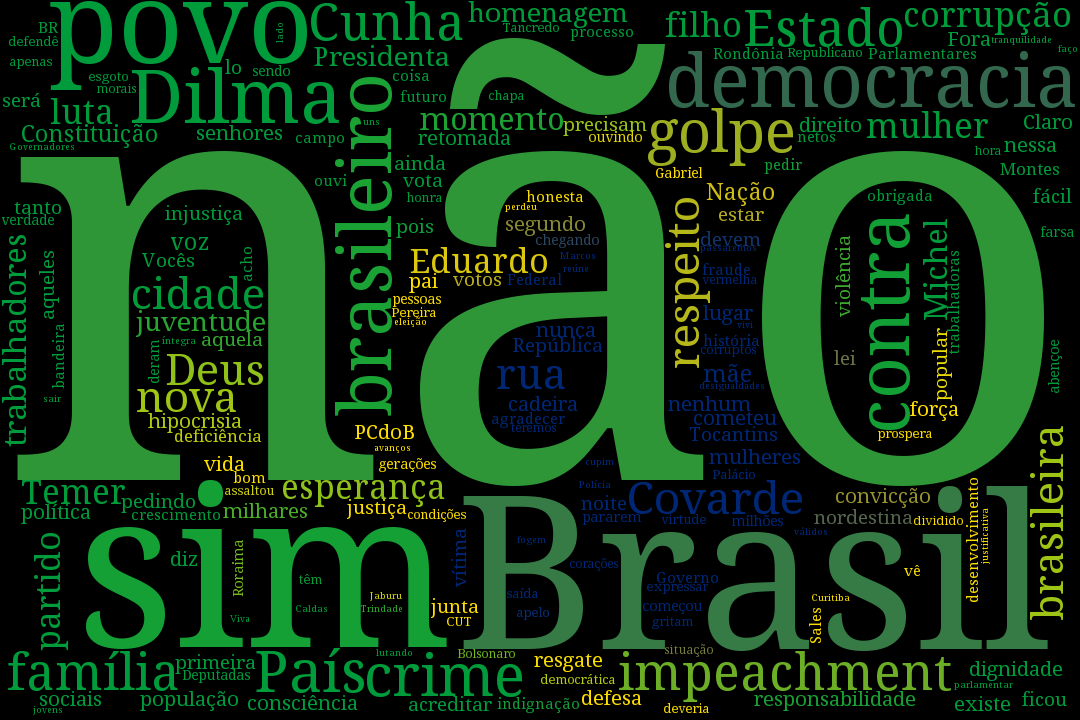 povo
Cunha
homenagem
Tancredo
processo
filho
Estado
corrupção
Fora
tranquilidade
faço
BR
defendê
lado
apenas
Presidenta
Rondônia
Republicano
Parlamentares
esgoto
morais
lo
sendo
coisa
democracia
será
luta
Dilma
futuro
chapa
momento
precisam
ouvindo
golpe
direito
netos
mulher
Claro
Constituição
senhores
campo
uns
retomada
nessa
hora
Governadores
brasileiro
ainda
pedir
Montes
ouvi
vota
honra
Gabriel
Nação
obrigada
fácil
não
tanto
verdade
injustiça
honesta
perdeu
estar
pois
segundo
chegando
respeito
devem
farsa
voz
Vocês
acho
Eduardo
Marcos
reúne
contra
Michel
trabalhadoras
violência
trabalhadores
aqueles
pai
votos
Federal
fraude
vermelha
cidade
pessoas
Pereira
eleição
lugar
vivi
juventude
íntegra
aquela
nunca
República
história
corruptos
popular
lei
bandeira
deram
Deus
rua
mãe
desigualdades
abençoe
sair
nova
cadeira
nenhum
força
hipocrisia
agradecer
teremos
cometeu
deficiência
PCdoB
avanços
Tocantins
prospera
vida
gerações
mulheres
cupim
Palácio
bom
assaltou
esperança
Polícia
Temer
pedindo
justiça
condições
noite
Covarde
convicção
brasileira
política
crescimento
milhares
pararem
virtude
milhões
válidos
nordestina
dividido
desenvolvimento
justificativa
sim
Brasil
partido
diz
Roraima
vítima
fogem
corações
têm
Governo
expressar
vê
Jaburu
saída
Curitiba
Caldas
Trindade
junta
apelo
começou
Sales
Viva
CUT
gritam
lutando
Bolsonaro
situação
família
primeira
Deputadas
País
crime
resgate
impeachment
dignidade
democrática
parlamentar
sociais
jovens
população
consciência
acreditar
indignação
defesa
deveria
responsabilidade
existe
ficou